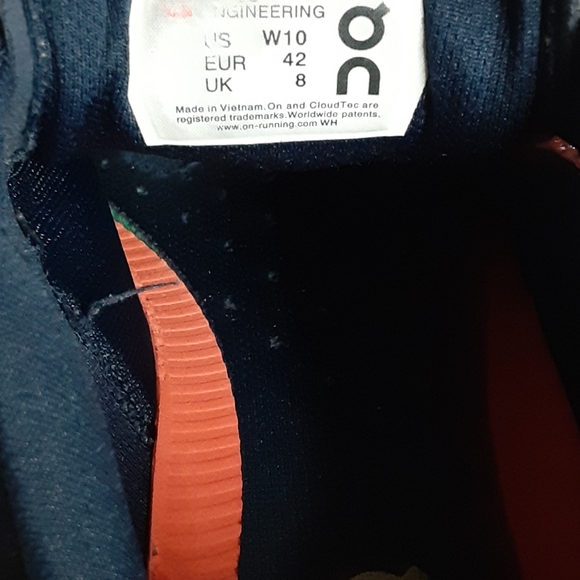 ENGINEERING
US W10
EUR 42
UK 8
On
Made in Vietnam. On and CloudTec are
registered trademarks. Worldwide patents,
www.on-running.com WH